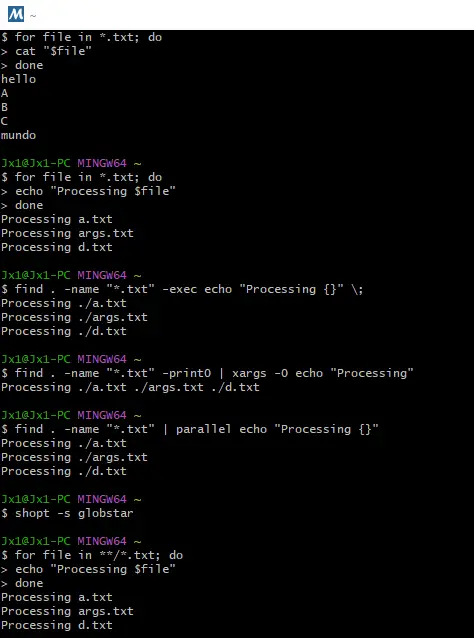 M ~
$ for file in *.txt; do
> cat "$file"
> done
hello
A
B
C
mundo
Jx1@Jx1-PC MINGW64 ~
$ for file in *.txt; do
> echo "Processing $file"
> done
Processing a.txt
Processing args.txt
Processing d.txt
Jx1@Jx1-PC MINGW64 ~
$ find . -name "*.txt" -exec echo "Processing {}" \;
Processing ./a.txt
Processing ./args.txt
Processing ./d.txt
Jx1@Jx1-PC MINGW64 ~
$ find . -name "*.txt" -print0 | xargs -0 echo "Processing"
Processing ./a.txt ./args.txt ./d.txt
Jx1@Jx1-PC MINGW64 ~
$ find . -name "*.txt" | parallel echo "Processing {}"
Processing ./a.txt
Processing ./args.txt
Processing ./d.txt
Jx1@Jx1-PC MINGW64 ~
$ shopt -s globstar
Jx1@Jx1-PC MINGW64 ~
$ for file in **/*.txt; do
> echo "Processing $file"
> done
Processing a.txt
Processing args.txt
Processing d.txt